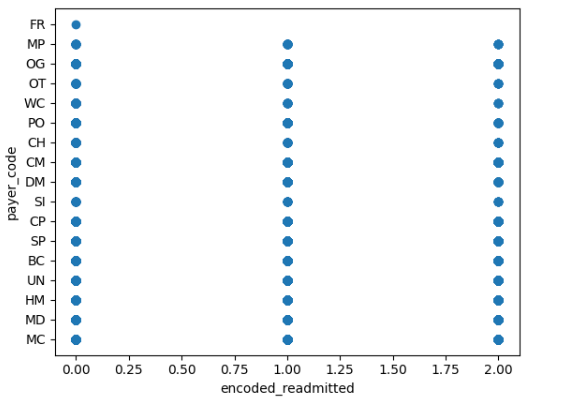 FR
MP
OG
OT
WC
PO
CH
CM
DM
SI
CP
SP
BC
UN
HM
MD
MC
payer_code
0.00 0.25 0.50 0.75 1.00 1.25 1.50 1.75 2.00
encoded_readmitted